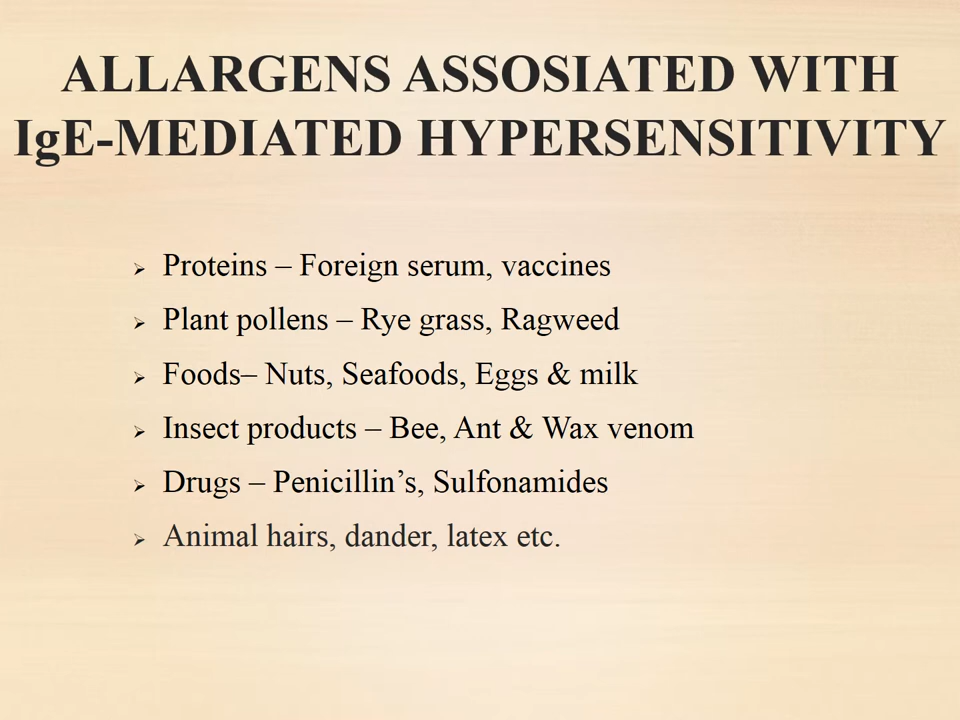 ALLARGENS ASSOSIATED WITH
IgE-MEDIATED HYPERSENSITIVITY
➢ Proteins – Foreign serum, vaccines
➢ Plant pollens – Rye grass, Ragweed
➢ Foods– Nuts, Seafoods, Eggs & milk
➢ Insect products – Bee, Ant & Wax venom
➢ Drugs – Penicillin’s, Sulfonamides
➢ Animal hairs, dander, latex etc.